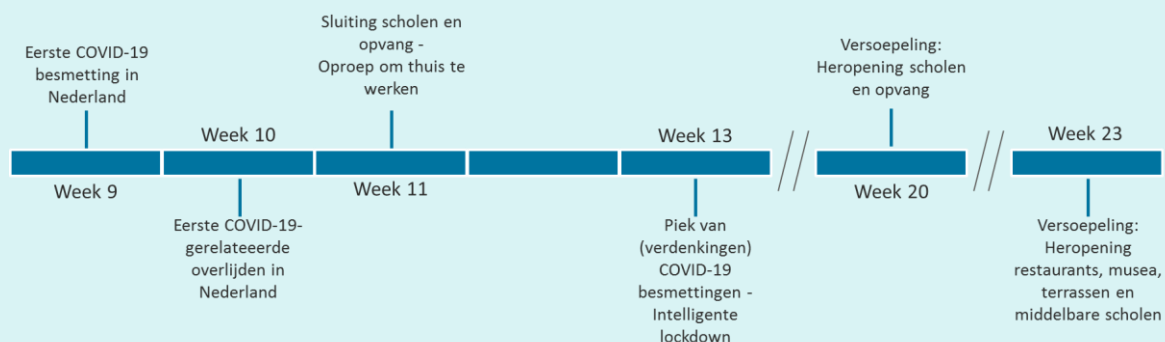 Eerste COVID-19
besmetting in
Nederland
Week 9
Week 10
Eerste COVID-19-
gerelateeerde
overlijden in
Nederland
Sluiting scholen en
opvang -
Oproep om thuis te
werken
Week 11
Week 13
Piek van
(verdenkingen)
COVID-19
besmettingen -
Intelligente
lockdown
Versoepeling:
Heropening scholen
en opvang
Week 20
Week 23
Versoepeling:
Heropening
restaurants, musea,
terrassen en
middelbare scholen